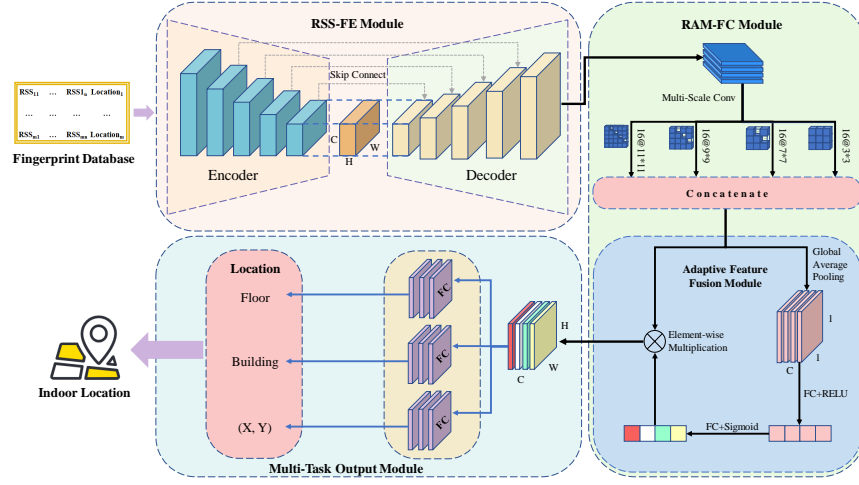 RSS-FE Module
RAM-FC Module
RSS11 ... RSS1n Location1
... ... ...
RSSm1 ... RSSmn Locationm
Fingerprint Database
Skip Connect
C
H
W
Encoder
Decoder
Multi-Scale Conv
16@11*11
16@9*9
16@7*7
16@3*3
Concatenate
Adaptive Feature
Fusion Module
Global
Average
Pooling
1
1
C
Element-wise
Multiplication
FC+RELU
FC+Sigmoid
H
W
C
FC
FC
FC
Location
Floor
Building
(X, Y)
Multi-Task Output Module
Indoor Location